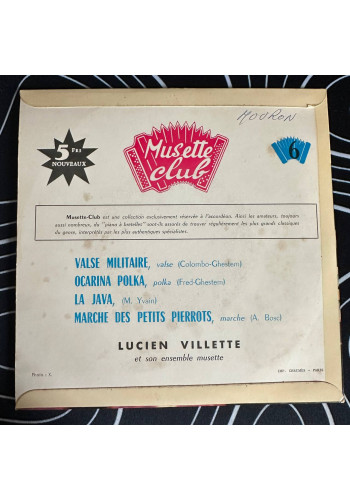 MOURON
5 Frs
NOUVEAUX
Musette
club
6
Musette-Club est une collection exclusivement réservée à l'accordéon. Ainsi les amateurs, toujours
aussi nombreux, du "piano à bretelles" sont-ils assurés de trouver régulièrement les plus grands classiques
du genre, interprétés par les plus authentiques spécialistes.
VALSE MILITAIRE, valse (Colombo-Ghestem)
OCARINA POLKA, polka (Fred-Ghestem)
LA JAVA, (M. Yvain)
MARCHE DES PETITS PIERROTS, marche (A. Bosc)
LUCIEN VILLETTE
et son ensemble musette